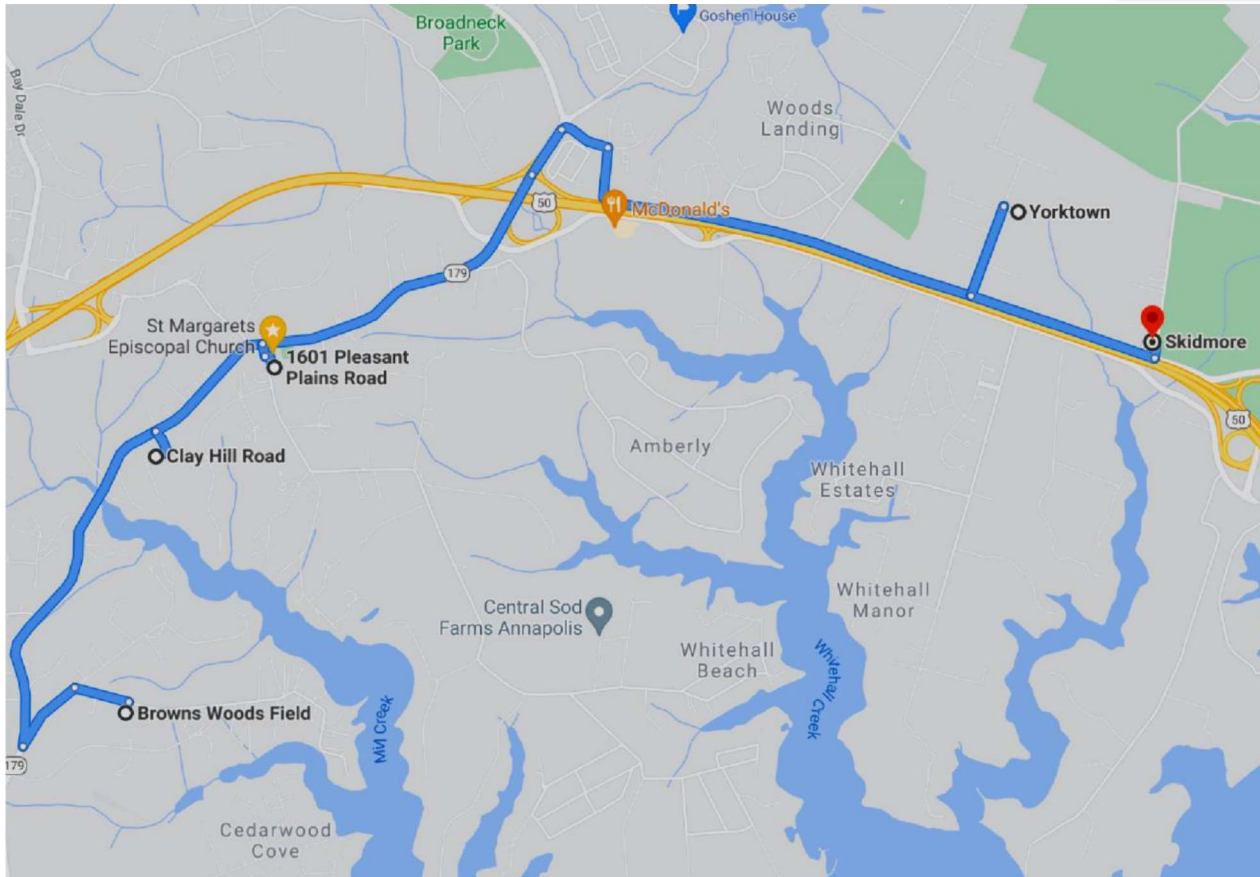 Goshen House
Broadneck
Park
Bay Dale Dr
Woods
Landing
50
McDonald's
Yorktown
179
St Margarets
Episcopal Church
1601 Pleasant
Plains Road
Skidmore
50
Clay Hill Road
Amberly
Whitehall
Estates
Whitehall
Manor
Central Sod
Farms Annapolis
Whitehall
Beach
Whitehall Creek
Mill Creek
Browns Woods Field
179
Cedarwood
Cove